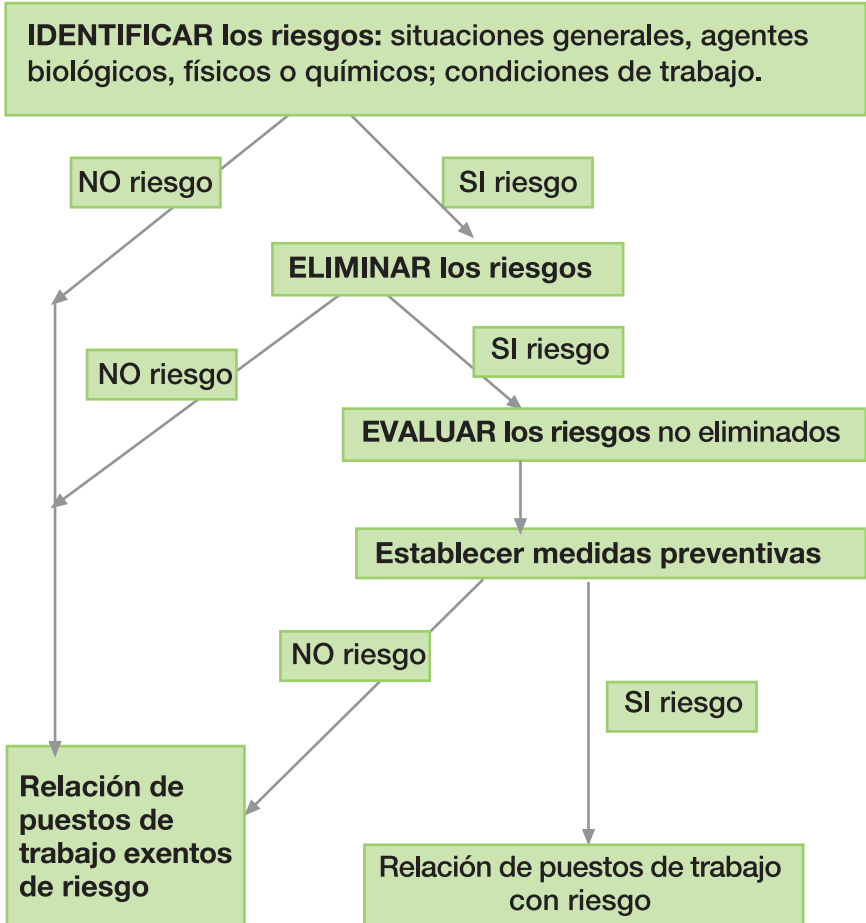 IDENTIFICAR los riesgos: situaciones generales, agentes
biológicos, físicos o químicos; condiciones de trabajo.
NO riesgo
SI riesgo
ELIMINAR los riesgos
NO riesgo
SI riesgo
EVALUAR los riesgos no eliminados
Establecer medidas preventivas
NO riesgo
SI riesgo
Relación de
puestos de
trabajo exentos
de riesgo
Relación de puestos de trabajo
con riesgo